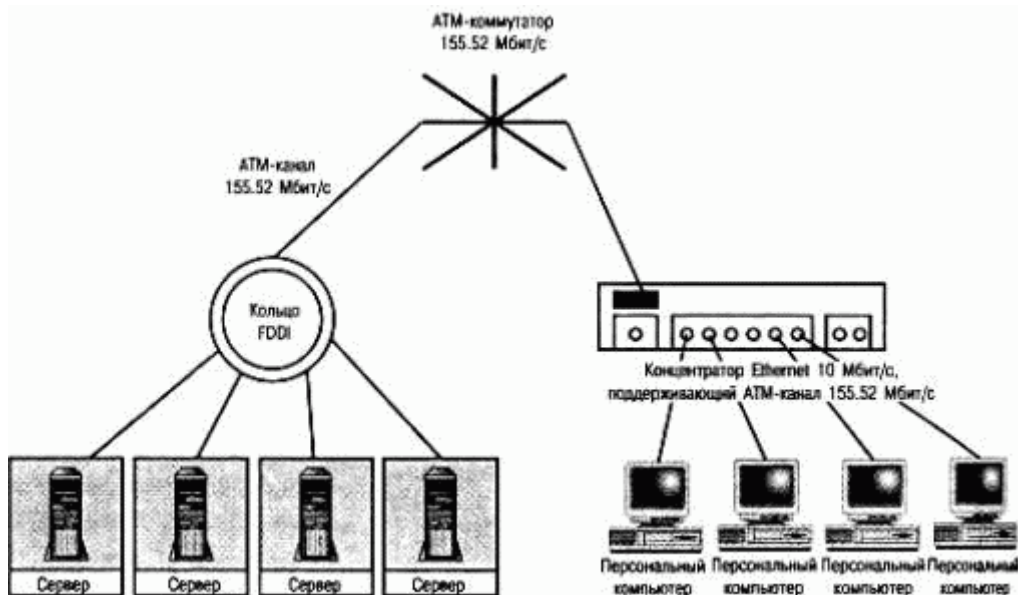 АТМ-коммутатор
155.52 Мбит/с
АТМ-канал
155.52 Мбит/с
Кольцо
FDDI
Концентратор Ethernet 10 Мбит/с,
поддерживающий АТМ-канал 155.52 Мбит/с
Сервер
Сервер
Сервер
Сервер
Персональный
компьютер
Персональный
компьютер
Персональный
компьютер
Персональный
компьютер